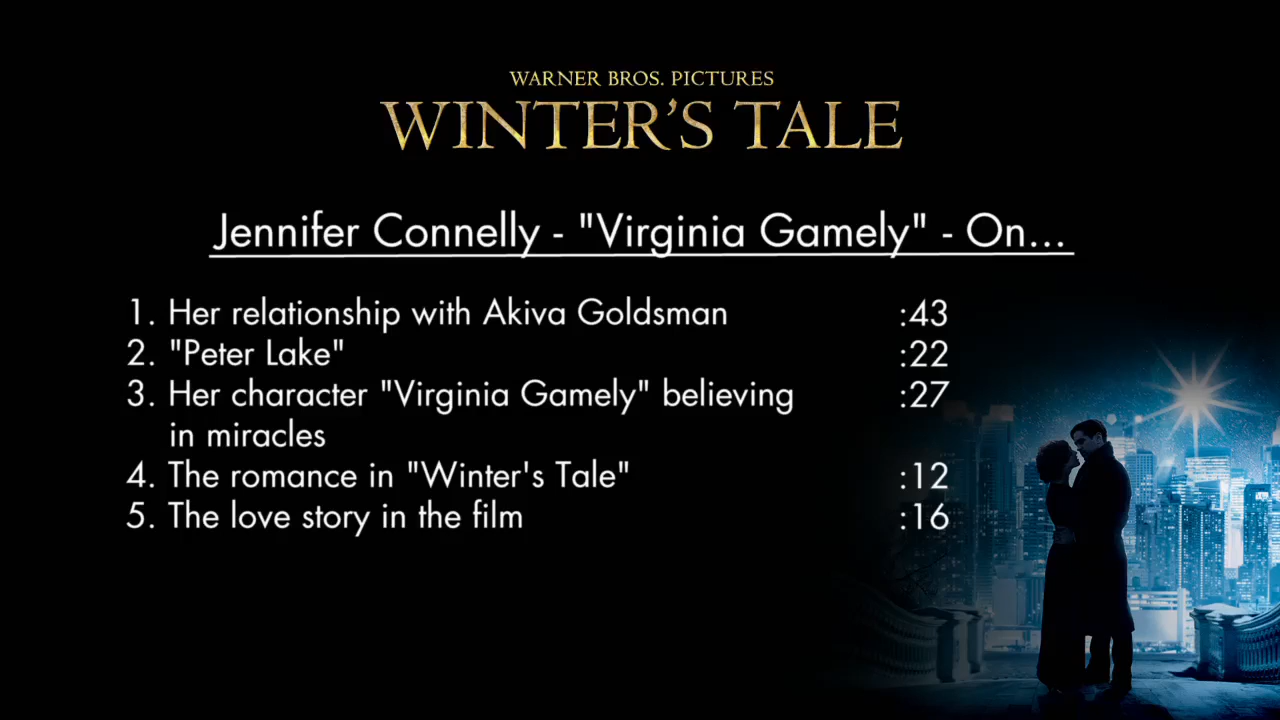 WARNER BROS. PICTURES
WINTER'S TALE
Jennifer Connelly - "Virginia Gamely" - On...
1. Her relationship with Akiva Goldsman :43
2. "Peter Lake" :22
3. Her character "Virginia Gamely" believing :27
in miracles
4. The romance in "Winter's Tale" :12
5. The love story in the film :16